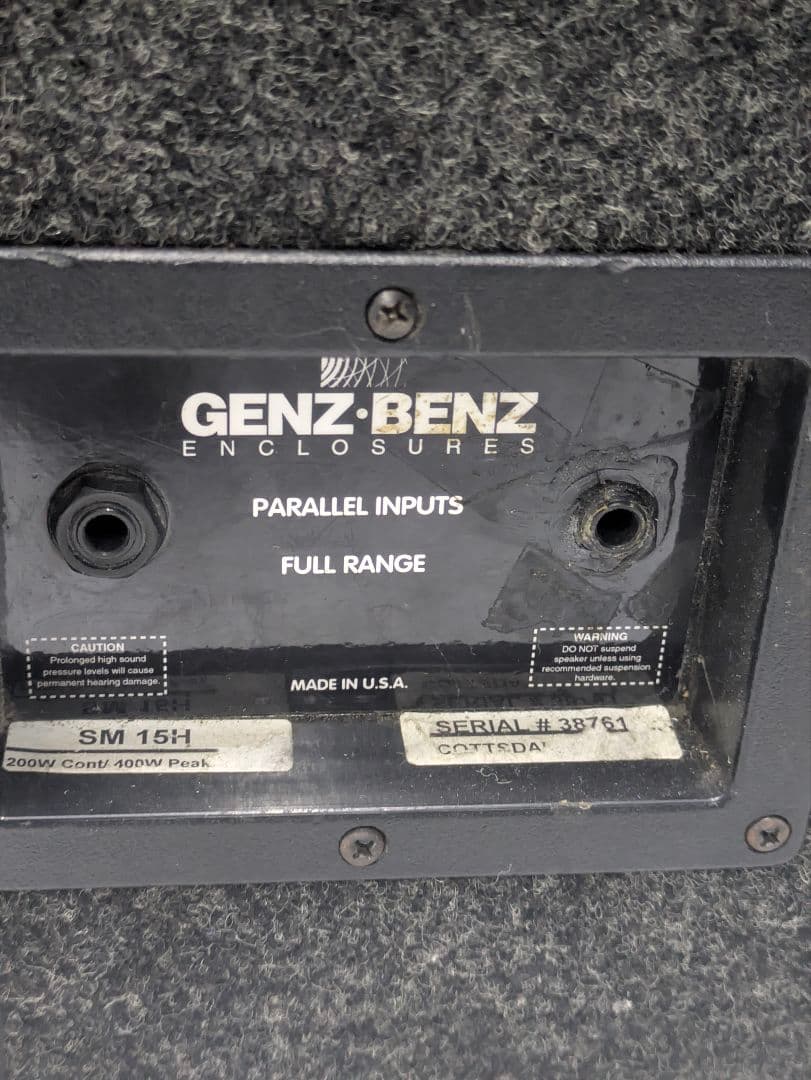 GENZ·BENZ
ENCLOSURES
PARALLEL INPUTS
FULL RANGE
CAUTION
Prolonged high sound
pressure levels will cause
permanent hearing damage.
WARNING
DO NOT suspend
speaker unless using
recommended suspension
hardware.
MADE IN U.S.A.
SM 15H
200W Cont/ 400W Peak
SERIAL # 38761